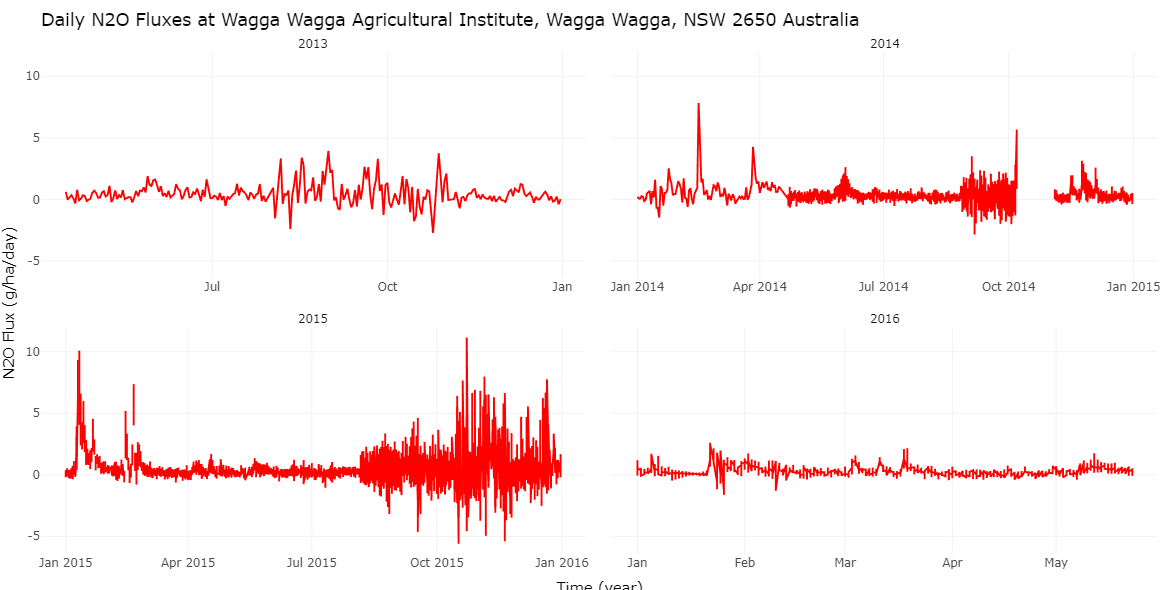 Daily N2O Fluxes at Wagga Wagga Agricultural Institute, Wagga Wagga, NSW 2650 Australia
2013
2014
10
5
0
-5
Jul
Oct
Jan
Jan 2014
Apr 2014
Jul 2014
Oct 2014
Jan 2015
N2O Flux (g/ha/day)
2015
2016
10
5
0
-5
Jan 2015
Apr 2015
Jul 2015
Oct 2015
Jan 2016
Jan
Feb
Mar
Apr
May
Time (year)